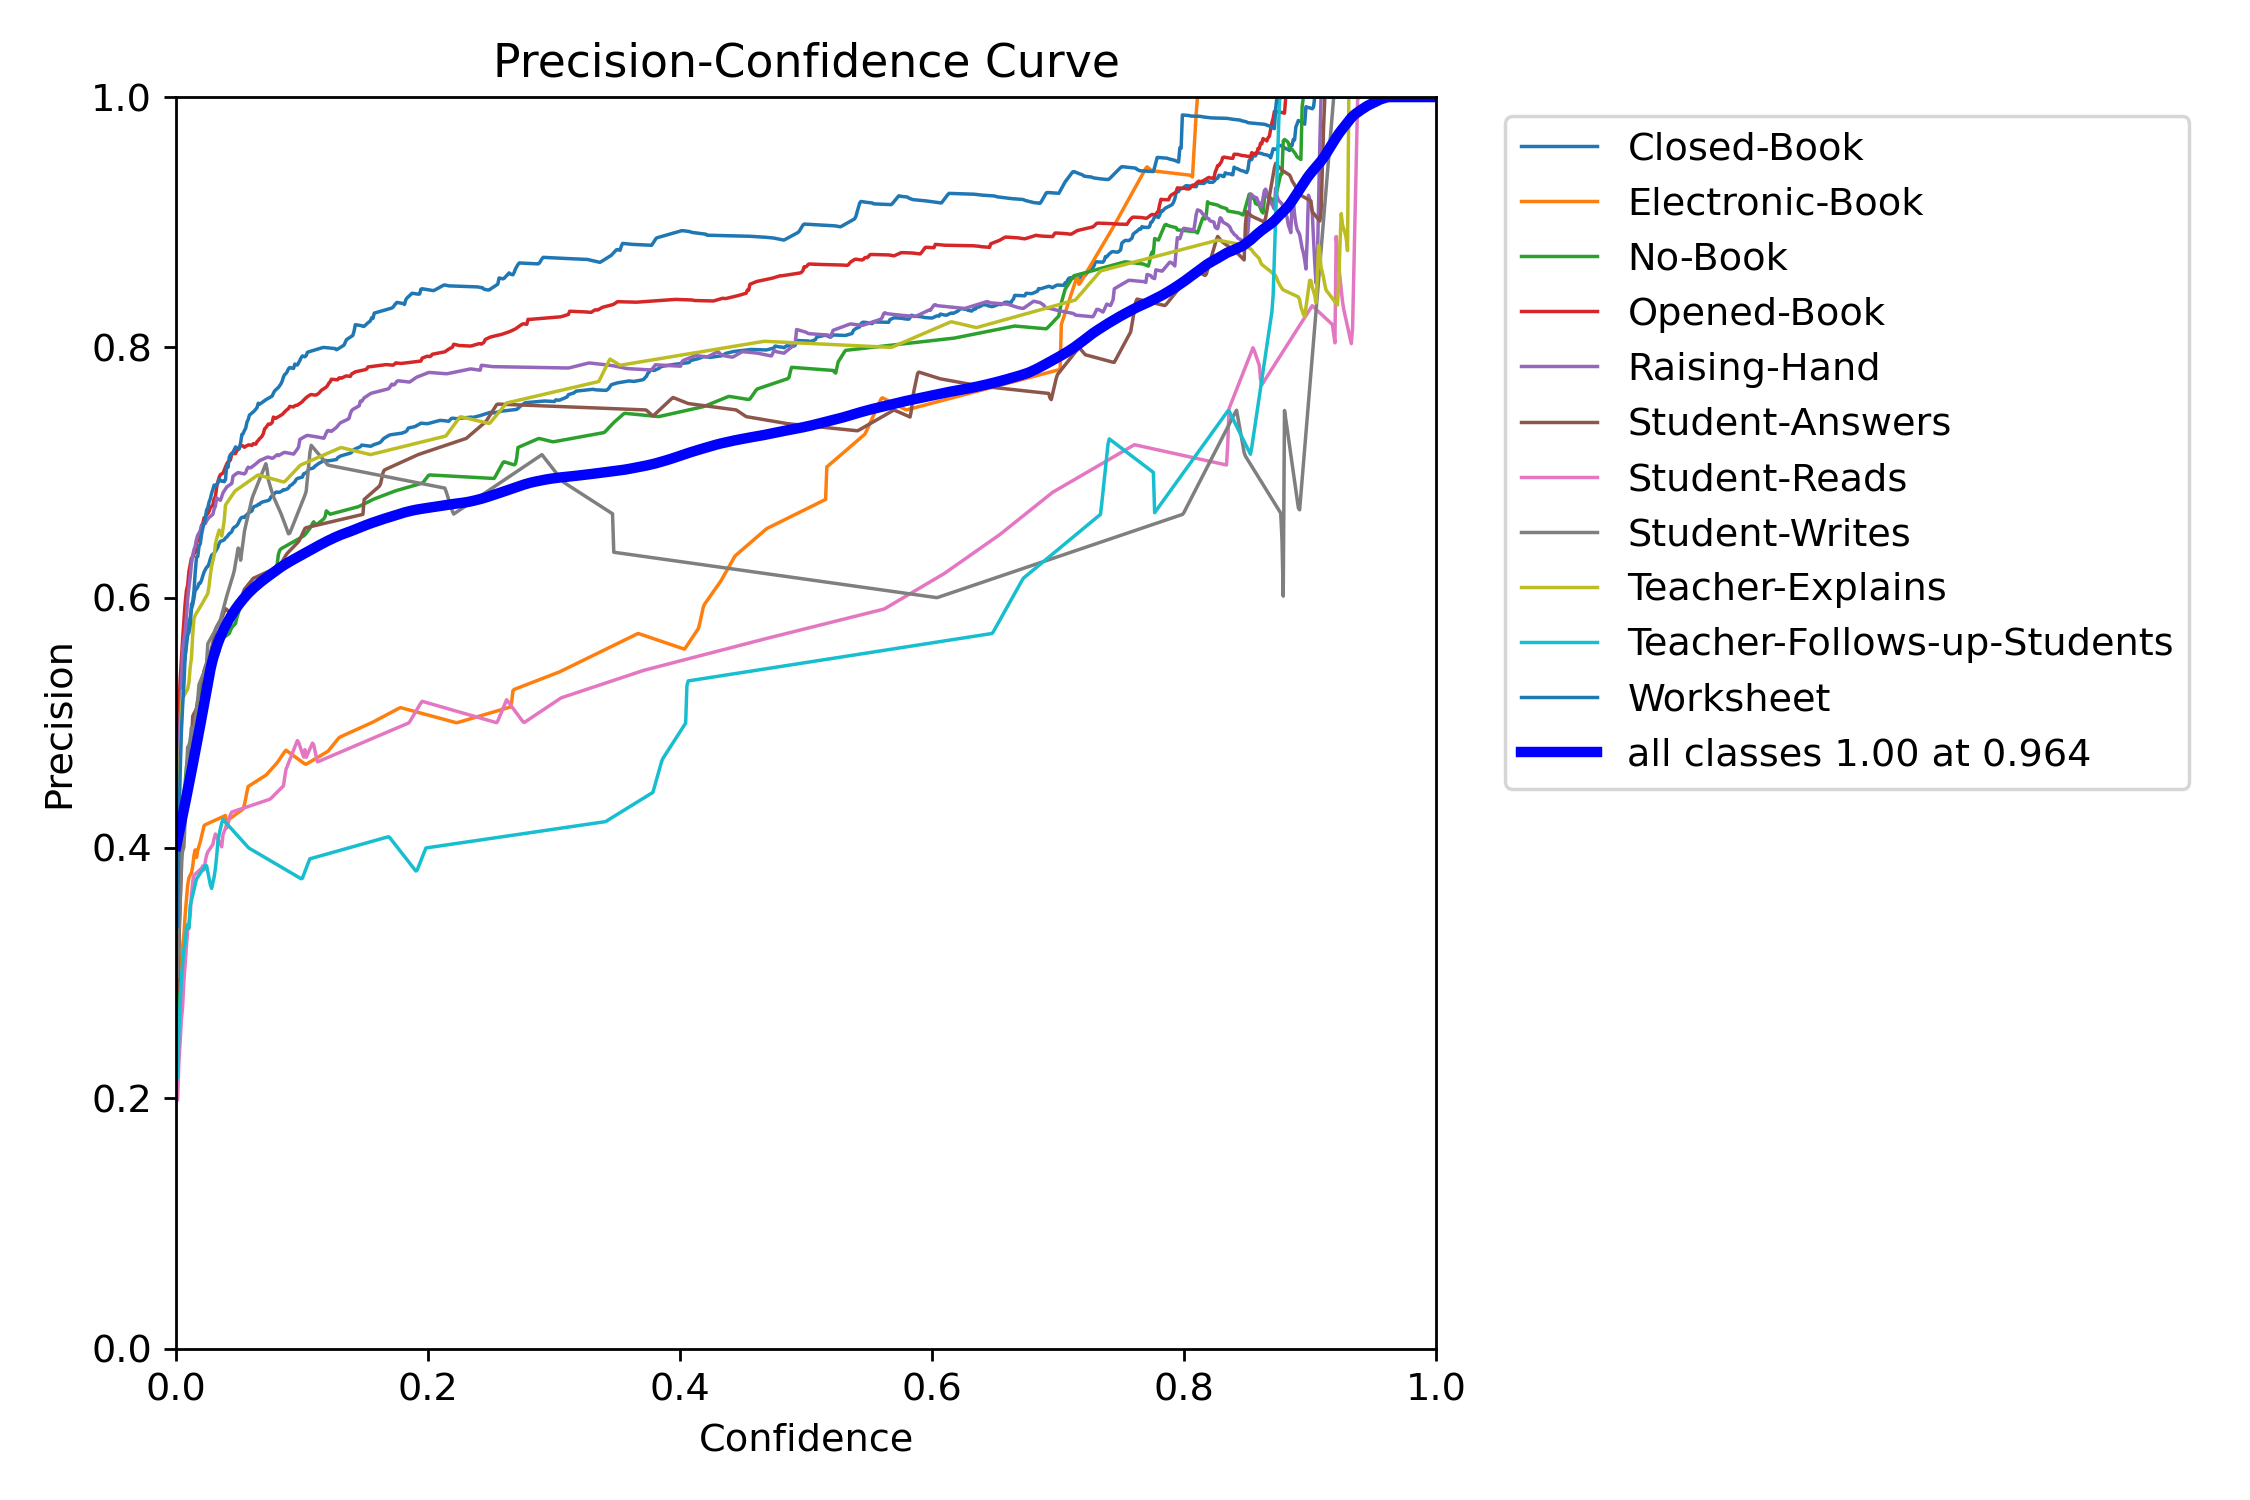 Precision-Confidence Curve
1.0
0.8
0.6
0.4
0.2
0.0
Precision
0.0 0.2 0.4 0.6 0.8 1.0
Confidence
Closed-Book
Electronic-Book
No-Book
Opened-Book
Raising-Hand
Student-Answers
Student-Reads
Student-Writes
Teacher-Explains
Teacher-Follows-up-Students
Worksheet
all classes 1.00 at 0.964